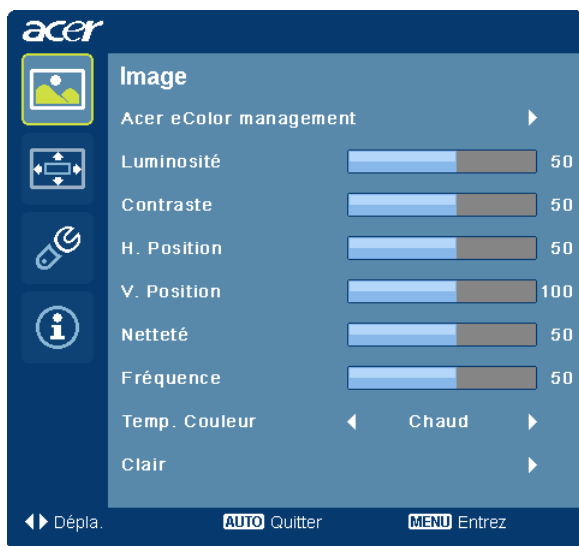 acer
Image
Acer eColor management
Luminosité 50
Contraste 50
H. Position 50
V. Position 100
Netteté 50
Fréquence 50
Temp. Couleur Chaud
Clair
Dépla. AUTO Quitter MENU Entrez